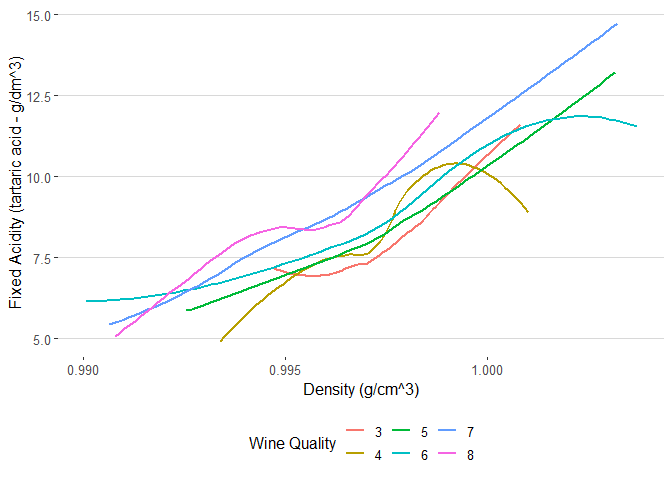 Fixed Acidity (tartaric acid - g/dm^3)
15.0
12.5
10.0
7.5
5.0
0.990 0.995 1.000
Density (g/cm^3)
Wine Quality
3 5 7
4 6 8